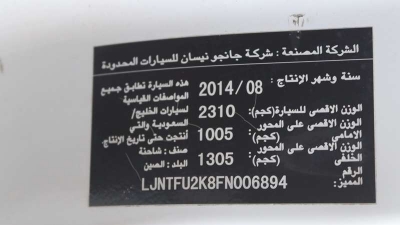 الشركة المصنعة : شركة جانجو نيسان للسيارات المحدودة
سنة وشهر الإنتاج : 2014/08
هذه السيارة تطابق جميع
المواصفات القياسية
لسيارات الخليج/
السعودية والتي
أنتجت حتى تاريخ الإنتاج.
الوزن الاقصى للسيارة (كجم): 2310
الوزن الاقصى على المحور
الامامي (كجم): 1005
الوزن الاقصى على المحور
الخلفي (كجم): 1305
صنف : شاحنة
البلد : الصين
الرقم
المميز: LJNTFU2K8FN006894